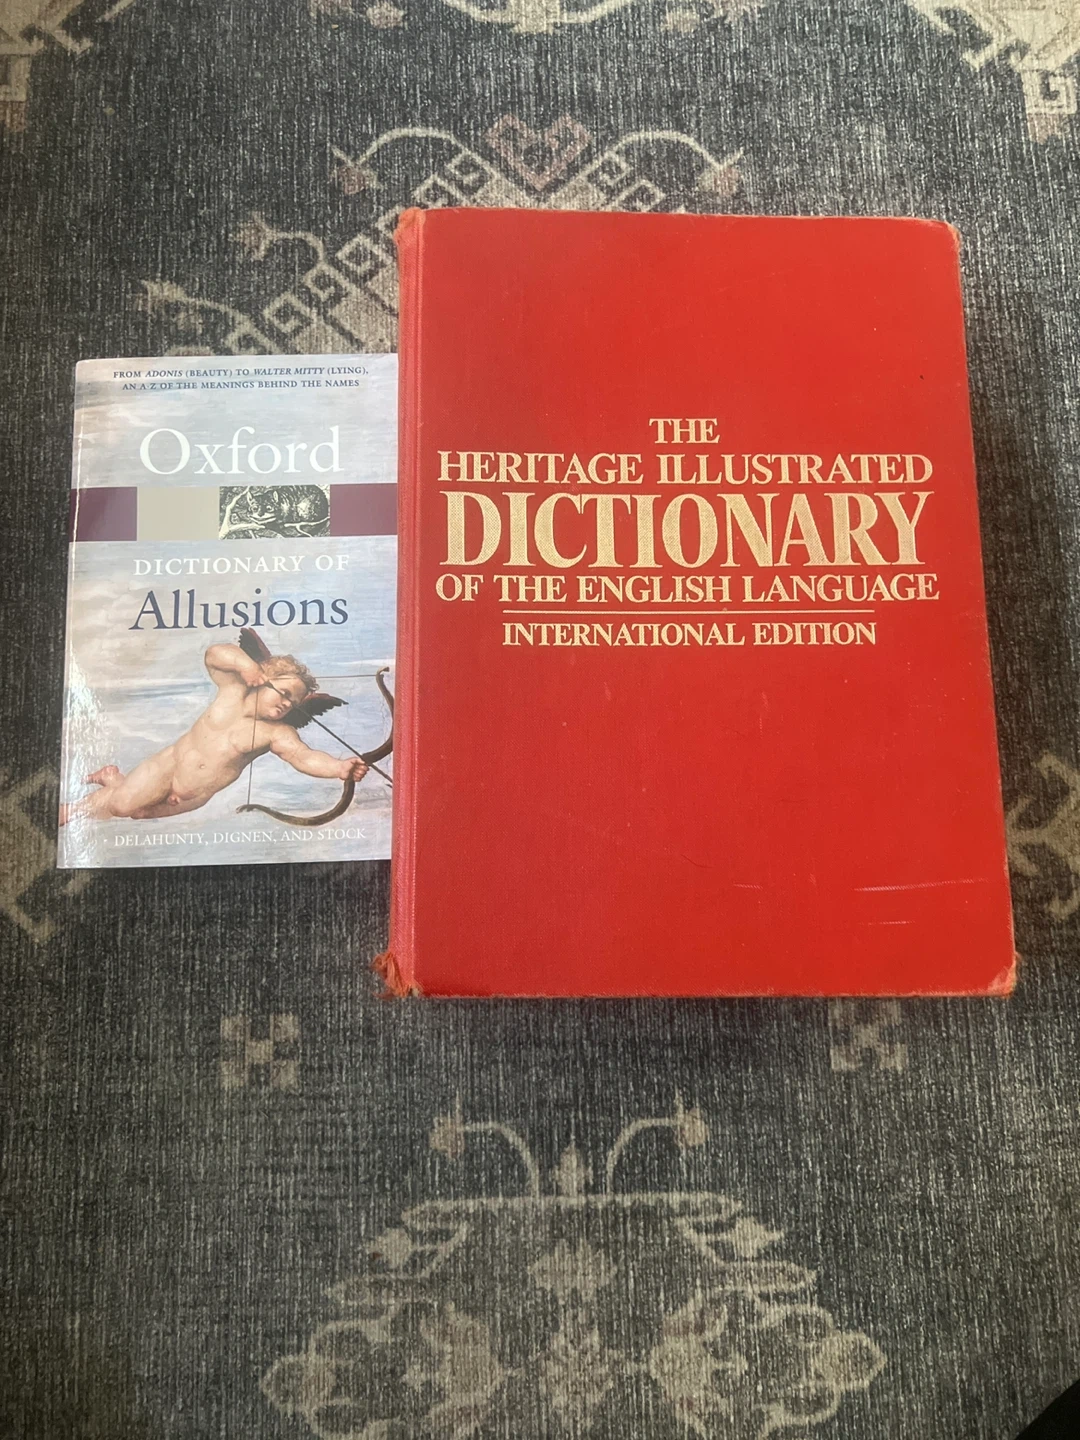 FROM ADONIS (BEAUTY) TO WALTER MITTY (LYING),
AN A-Z OF THE MEANINGS BEHIND THE NAMES
Oxford
DICTIONARY OF
Allusions
• DELAHUNTY, DIGNEN, AND STOCK
THE
HERITAGE ILLUSTRATED
DICTIONARY
OF THE ENGLISH LANGUAGE
INTERNATIONAL EDITION